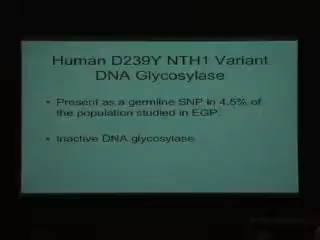 Human D239Y NTH1 Variant
DNA Glycosylase
• Present as a germline SNP in 4.5% of
the population studied in EGP.
• Inactive DNA glycosylase